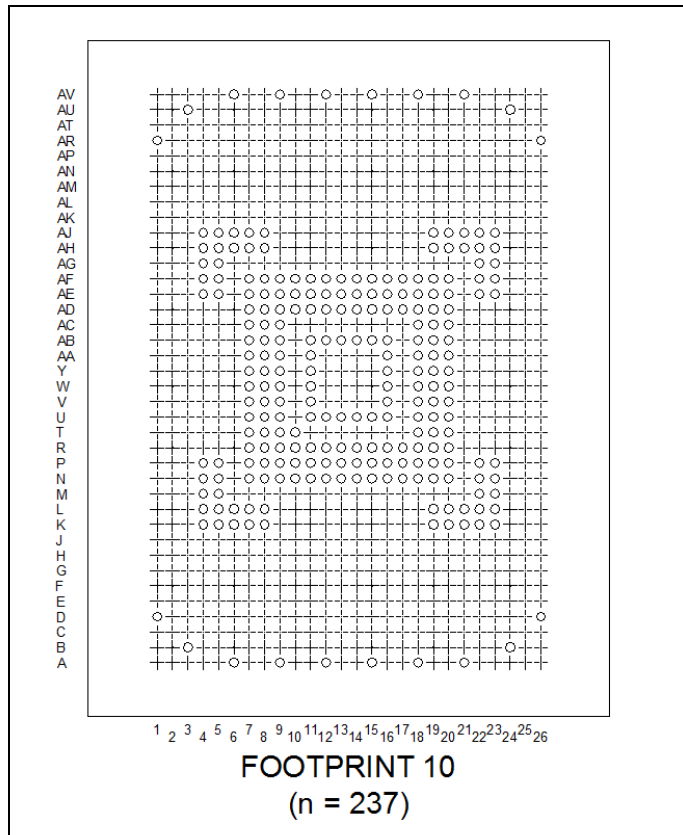 AV
AU
AT
AR
AP
AN
AM
AL
AK
AJ
AH
AG
AF
AE
AD
AC
AB
AA
Y
W
V
U
T
R
P
N
M
L
K
J
H
G
F
E
D
C
B
A
1 2 3 4 5 6 7 8 9 10 11 12 13 14 15 16 17 18 19 20 21 22 23 24 25 26
FOOTPRINT 10
(n = 237)